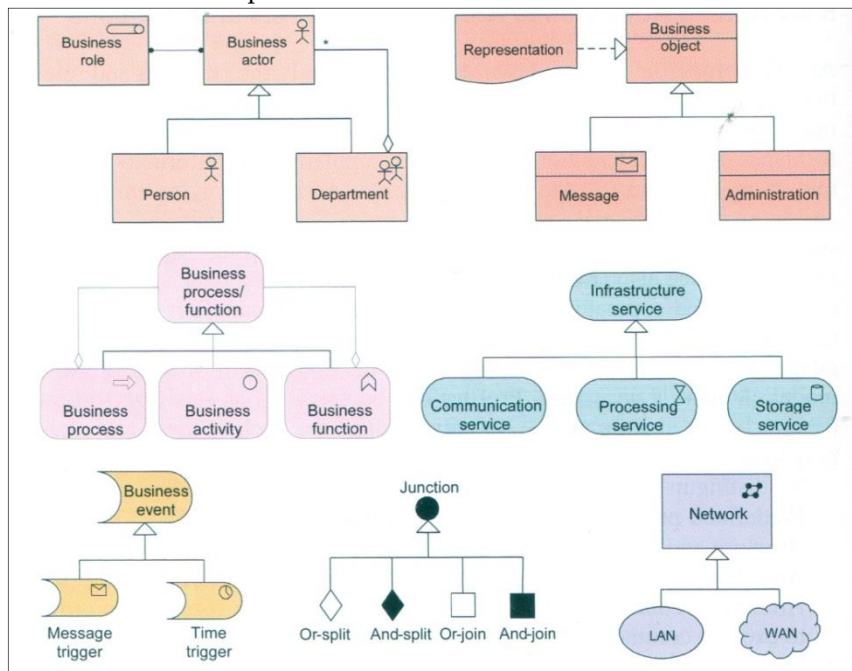 Business
role
Business
actor
*
Representation
Business
object
Person
Department
Message
Administration
Business
process/
function
Infrastructure
service
Business
process
Business
activity
Business
function
Communication
service
Processing
service
Storage
service
Business
event
Junction
Network
Message
trigger
Time
trigger
Or-split
And-split
Or-join
And-join
LAN
WAN